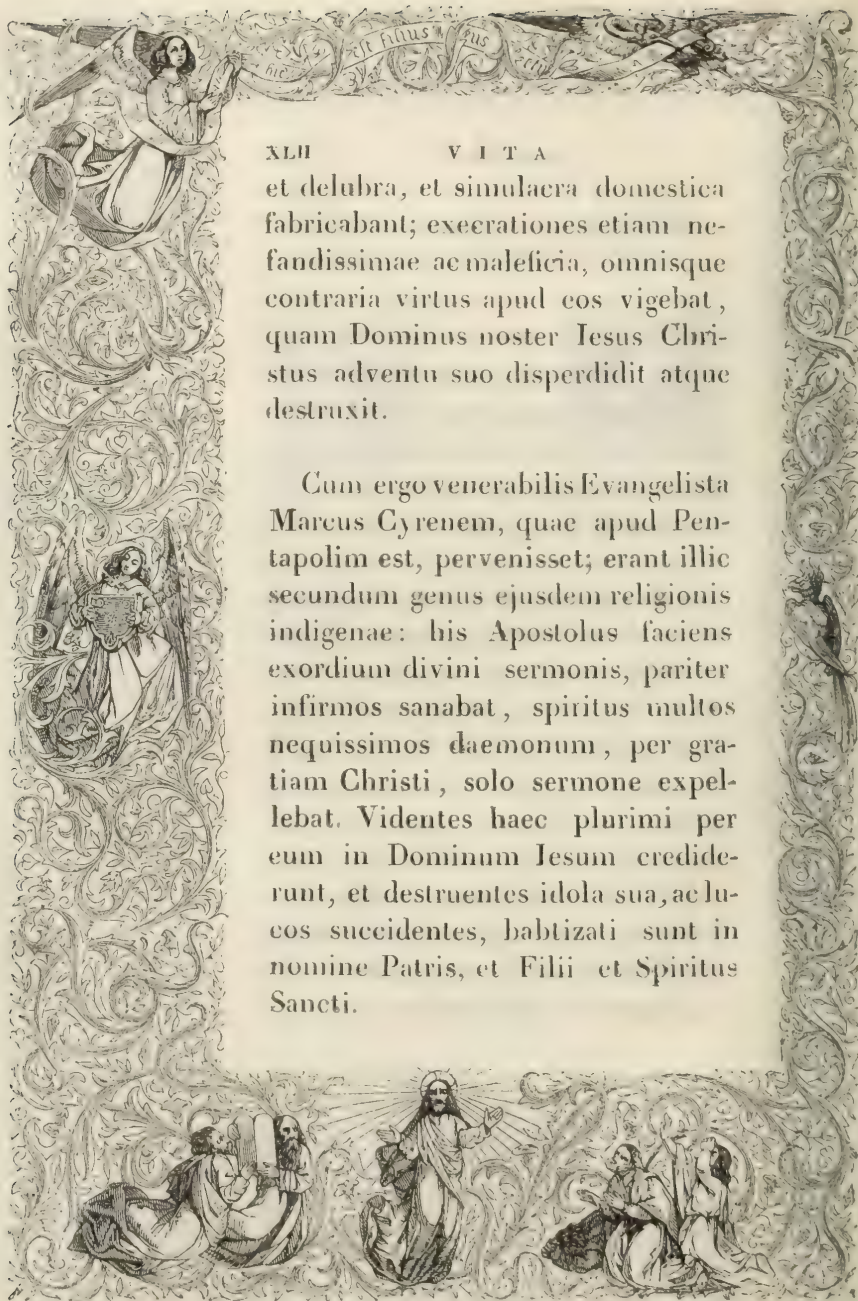 hic est filius
XLII VITA
et delubra, et simulacra domestica
fabricabant; execrationes etiam ne-
fandissimae ac maleficia, omnisque
contraria virtus apud eos vigebat,
quam Dominus noster Iesus Chri-
stus adventu suo disperdidit atque
destruxit.
Cum ergo venerabilis Evangelista
Marcus Cyrenem, quae apud Pen-
tapolim est, pervenisset; erant illic
secundum genus ejusdem religionis
indigenae: his Apostolus faciens
exordium divini sermonis, pariter
infirmos sanabat, spiritus multos
nequissimos daemonum, per gra-
tiam Christi, solo sermone expel-
lebat. Videntes haec plurimi per
eum in Dominum Iesum credide-
runt, et destruentes idola sua, ac lu-
cos succidentes, babtizati sunt in
nomine Patris, et Filii et Spiritus
Sancti.